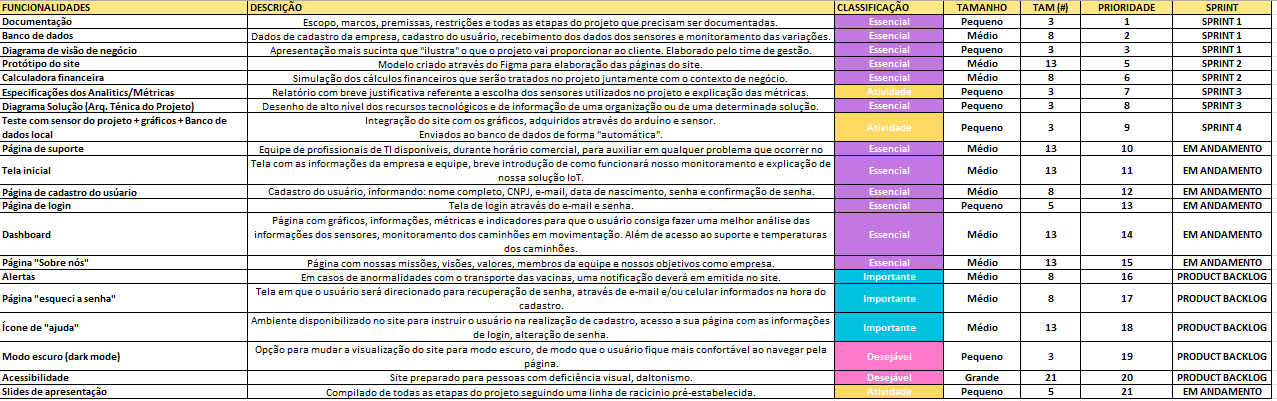 FUNCIONALIDADES DESCRIÇÃO CLASSIFICAÇÃO TAMANHO TAM (#) PRIORIDADE SPRINT
Documentação Escopo, marcos, premissas, restrições e todas as etapas do projeto que precisam ser documentadas. Essencial Pequeno 3 1 SPRINT 1
Banco de dados Dados de cadastro da empresa, cadastro do usuário, recebimento dos dados dos sensores e monitoramento das variações. Essencial Médio 8 2 SPRINT 1
Diagrama de visão de negócio Apresentação mais sucinta que "ilustra" o que o projeto vai proporcionar ao cliente. Elaborado pelo time de gestão. Essencial Pequeno 3 3 SPRINT 1
Protótipo do site Modelo criado através do Figma para elaboração das páginas do site. Essencial Médio 13 5 SPRINT 2
Calculadora financeira Simulação dos cálculos financeiros que serão tratados no projeto juntamente com o contexto de negócio. Essencial Médio 8 6 SPRINT 2
Especificações dos Analitics/Métricas Relatório com breve justificativa referente a escolha dos sensores utilizados no projeto e explicação das métricas. Atividade Pequeno 3 7 SPRINT 3
Diagrama Solução (Arq. Ténica do Projeto) Desenho de alto nível dos recursos tecnológicos e de informação de uma organização ou de uma determinada solução. Essencial Pequeno 3 8 SPRINT 3
Teste com sensor do projeto + gráficos + Banco de
dados local
Integração do site com os gráficos, adquiridos através do arduíno e sensor.
Enviados ao banco de dados de forma "automática".
Atividade Pequeno 3 9 SPRINT 4
Página de suporte Equipe de profissionais de TI disponíveis, durante horário comercial, para auxiliar em qualquer problema que ocorrer no Essencial Médio 13 10 EM ANDAMENTO
Tela inicial
Tela com as informações da empresa e equipe, breve introdução de como funcionará nosso monitoramento e explicação de
nossa solução IoT.
Essencial Médio 13 11 EM ANDAMENTO
Página de cadastro do usúario Cadastro do usuário, informando: nome completo, CNPJ, e-mail, data de nascimento, senha e confirmação de senha. Essencial Médio 8 12 EM ANDAMENTO
Página de login Tela de login através do e-mail e senha. Essencial Pequeno 5 13 EM ANDAMENTO
Dashboard
Página com gráficos, informações, métricas e indicadores para que o usuário consiga fazer uma melhor análise das
informações dos sensores, monitoramento dos caminhões em movimentação. Além de acesso ao suporte e temperaturas
dos caminhões.
Essencial Médio 13 14 EM ANDAMENTO
Página "Sobre nós" Página com nossas missões, visões, valores, membros da equipe e nossos objetivos como empresa. Essencial Médio 13 15 EM ANDAMENTO
Alertas Em casos de anormalidades com o transporte das vacinas, uma notificação deverá em emitida no site. Importante Médio 8 16 PRODUCT BACKLOG
Página "esqueci a senha"
Tela em que o usuário será direcionado para recuperação de senha, através de e-mail e/ou celular informados na hora do
cadastro.
Importante Médio 8 17 PRODUCT BACKLOG
Ícone de "ajuda"
Ambiente disponibilizado no site para instruir o usuário na realização de cadastro, acesso a sua página com as informações
de login, alteração de senha.
Importante Médio 13 18 PRODUCT BACKLOG
Modo escuro (dark mode)
Opção para mudar a visualização do site para modo escuro, de modo que o usuário fique mais confortável ao navegar pela
página.
Desejável Pequeno 3 19 PRODUCT BACKLOG
Acessibilidade Site preparado para pessoas com deficiência visual, daltonismo. Desejável Grande 21 20 PRODUCT BACKLOG
Slides de apresentação Compilado de todas as etapas do projeto seguindo uma linha de racícinio pré-estabelecida. Atividade Pequeno 5 21 EM ANDAMENTO